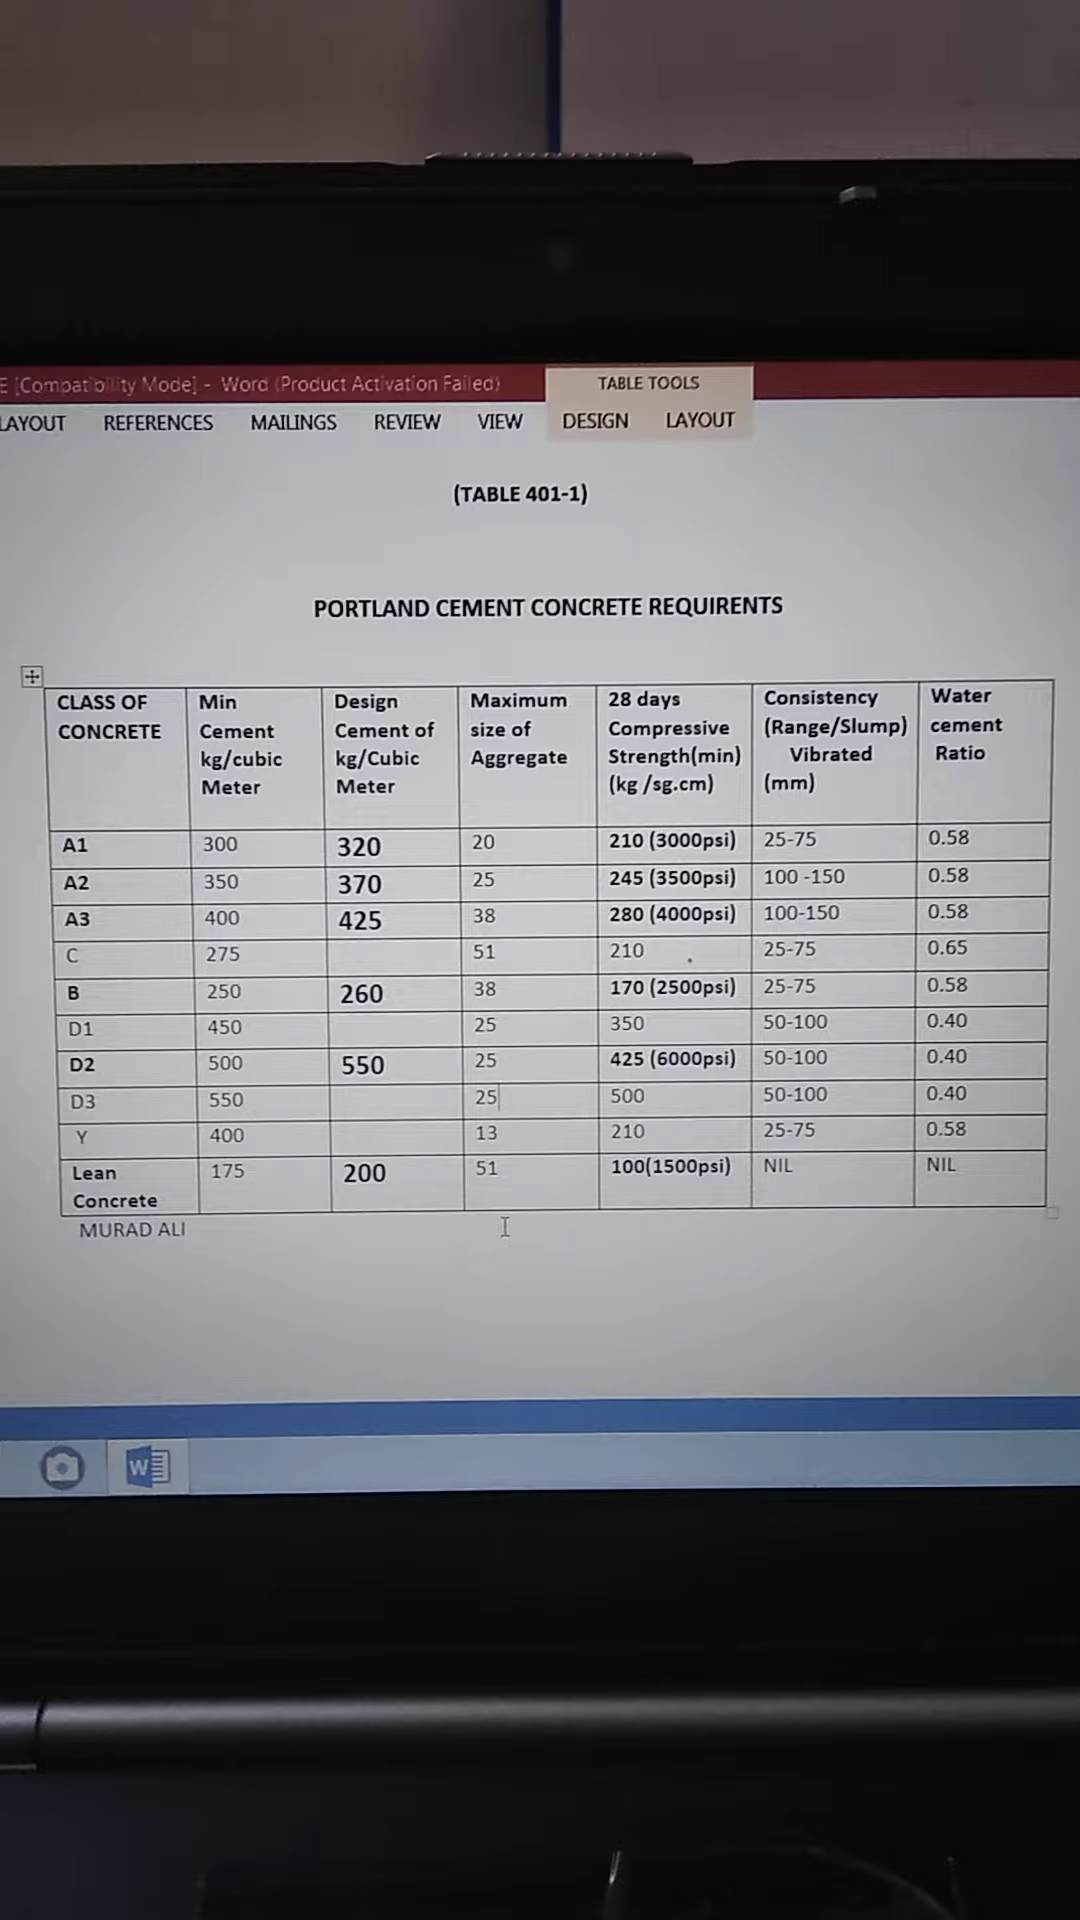 E [Compatibility Mode] - Word (Product Activation Failed)
TABLE TOOLS
LAYOUT REFERENCES MAILINGS REVIEW VIEW DESIGN LAYOUT
(TABLE 401-1)
PORTLAND CEMENT CONCRETE REQUIRENTS
CLASS OF CONCRETE Min Cement kg/cubic Meter Design Cement of kg/Cubic Meter Maximum size of Aggregate 28 days Compressive Strength(min) (kg /sg.cm) Consistency (Range/Slump) Vibrated (mm) Water cement Ratio
A1 300 320 20 210 (3000psi) 25-75 0.58
A2 350 370 25 245 (3500psi) 100 -150 0.58
A3 400 425 38 280 (4000psi) 100-150 0.58
C 275 51 210 25-75 0.65
B 250 260 38 170 (2500psi) 25-75 0.58
D1 450 25 350 50-100 0.40
D2 500 550 25 425 (6000psi) 50-100 0.40
D3 550 25 500 50-100 0.40
Y 400 13 210 25-75 0.58
Lean Concrete 175 200 51 100(1500psi) NIL NIL
MURAD ALI
W